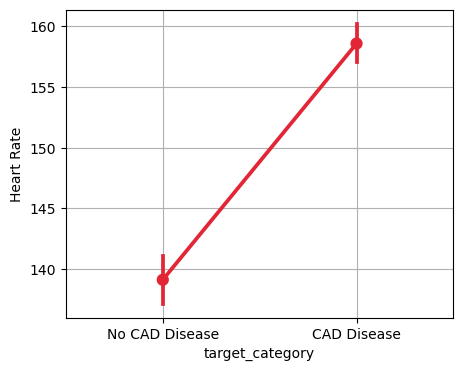 160
155
150
145
140
Heart Rate
No CAD Disease
CAD Disease
target_category